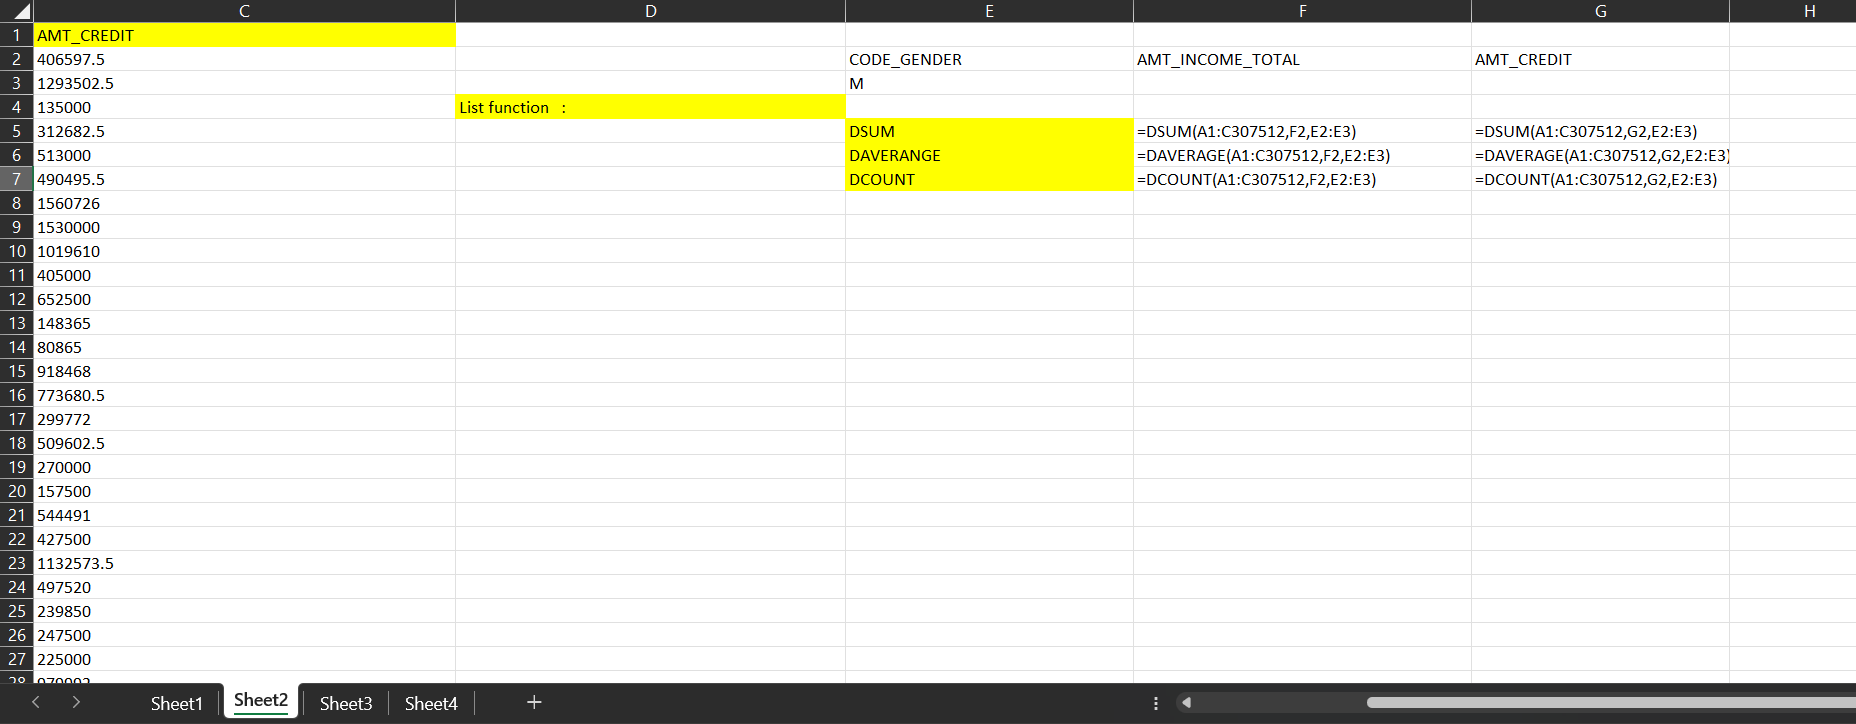 C D E F G H
1 AMT_CREDIT
2 406597.5 CODE_GENDER AMT_INCOME_TOTAL AMT_CREDIT
3 1293502.5 M
4 135000 List function :
5 312682.5 DSUM =DSUM(A1:C307512,F2,E2:E3) =DSUM(A1:C307512,G2,E2:E3)
6 513000 DAVERANGE =DAVERAGE(A1:C307512,F2,E2:E3) =DAVERAGE(A1:C307512,G2,E2:E3)
7 490495.5 DCOUNT =DCOUNT(A1:C307512,F2,E2:E3) =DCOUNT(A1:C307512,G2,E2:E3)
8 1560726
9 1530000
10 1019610
11 405000
12 652500
13 148365
14 80865
15 918468
16 773680.5
17 299772
18 509602.5
19 270000
20 157500
21 544491
22 427500
23 1132573.5
24 497520
25 239850
26 247500
27 225000
28
Sheet1 Sheet2 Sheet3 Sheet4